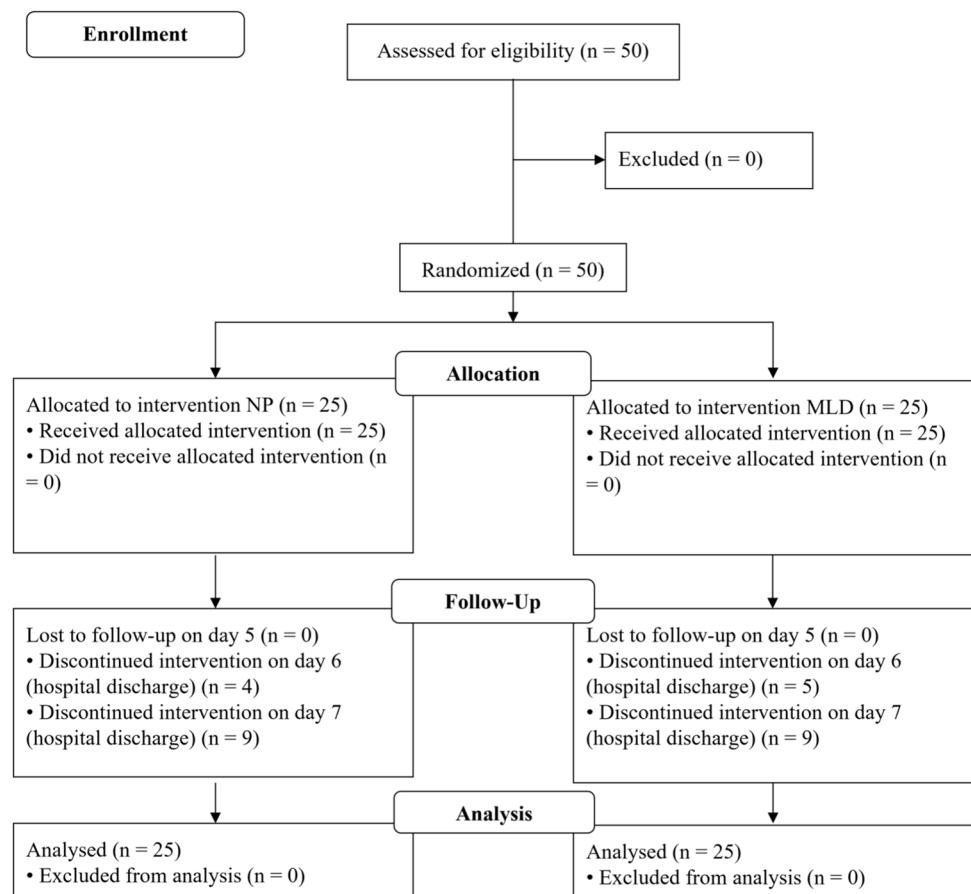 Enrollment
Assessed for eligibility (n = 50)
Excluded (n = 0)
Randomized (n = 50)
Allocation
Allocated to intervention NP (n = 25)
• Received allocated intervention (n = 25)
• Did not receive allocated intervention (n
= 0)
Allocated to intervention MLD (n = 25)
• Received allocated intervention (n = 25)
• Did not receive allocated intervention (n
= 0)
Follow-Up
Lost to follow-up on day 5 (n = 0)
• Discontinued intervention on day 6
(hospital discharge) (n = 4)
• Discontinued intervention on day 7
(hospital discharge) (n = 9)
Lost to follow-up on day 5 (n = 0)
• Discontinued intervention on day 6
(hospital discharge) (n = 5)
• Discontinued intervention on day 7
(hospital discharge) (n = 9)
Analysis
Analysed (n = 25)
• Excluded from analysis (n = 0)
Analysed (n = 25)
• Excluded from analysis (n = 0)